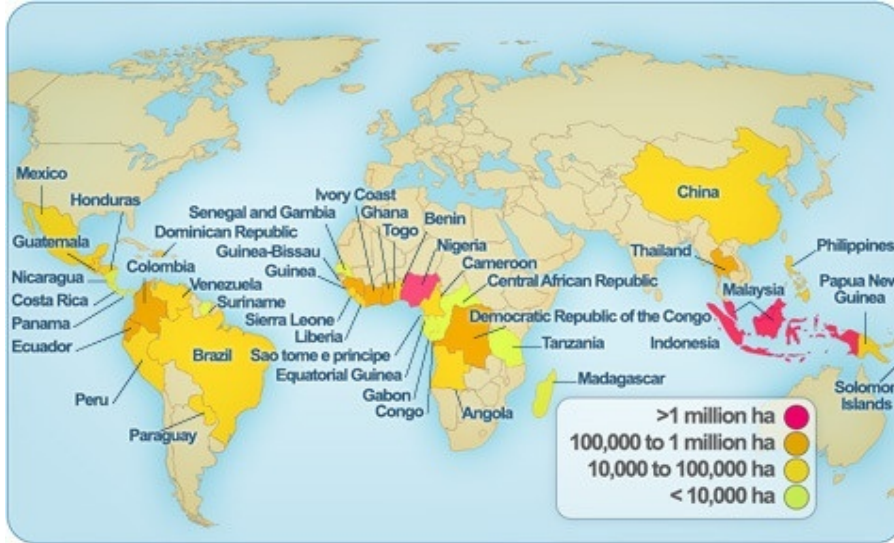 Mexico
Honduras
Guatemala
Nicaragua
Costa Rica
Panama
Ecuador
Peru
Paraguay
Dominican Republic
Colombia
Venezuela
Suriname
Brazil
Senegal and Gambia
Guinea-Bissau
Guinea
Sierra Leone
Liberia
Sao tome e principe
Equatorial Guinea
Gabon
Congo
Ivory Coast
Ghana
Togo
Benin
Nigeria
Cameroon
Central African Republic
Democratic Republic of the Congo
Tanzania
Madagascar
Angola
China
Thailand
Philippines
Malaysia
Indonesia
Papua New
Guinea
Solomon
Islands
>1 million ha
100,000 to 1 million ha
10,000 to 100,000 ha
< 10,000 ha